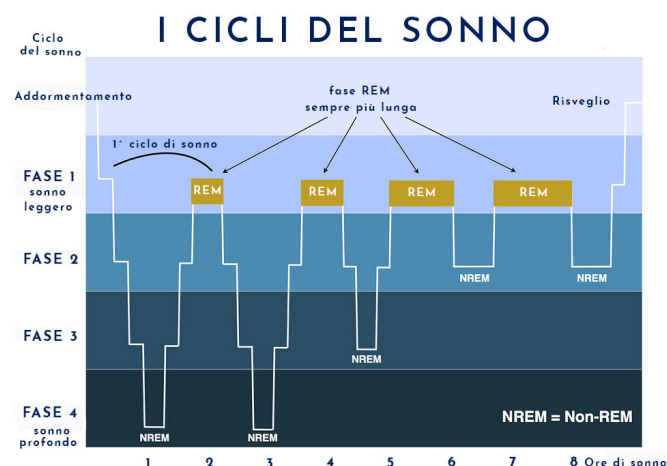 I CICLI DEL SONNO
Ciclo
del sonno
Addormentamento
fase REM
sempre più lunga
Risveglio
1° ciclo di sonno
FASE 1
sonno
leggero
REM
REM
REM
REM
FASE 2
NREM
NREM
FASE 3
NREM
FASE 4
sonno
profondo
NREM
NREM
NREM = Non-REM
1 2 3 4 5 6 7 8 Ore di sonno